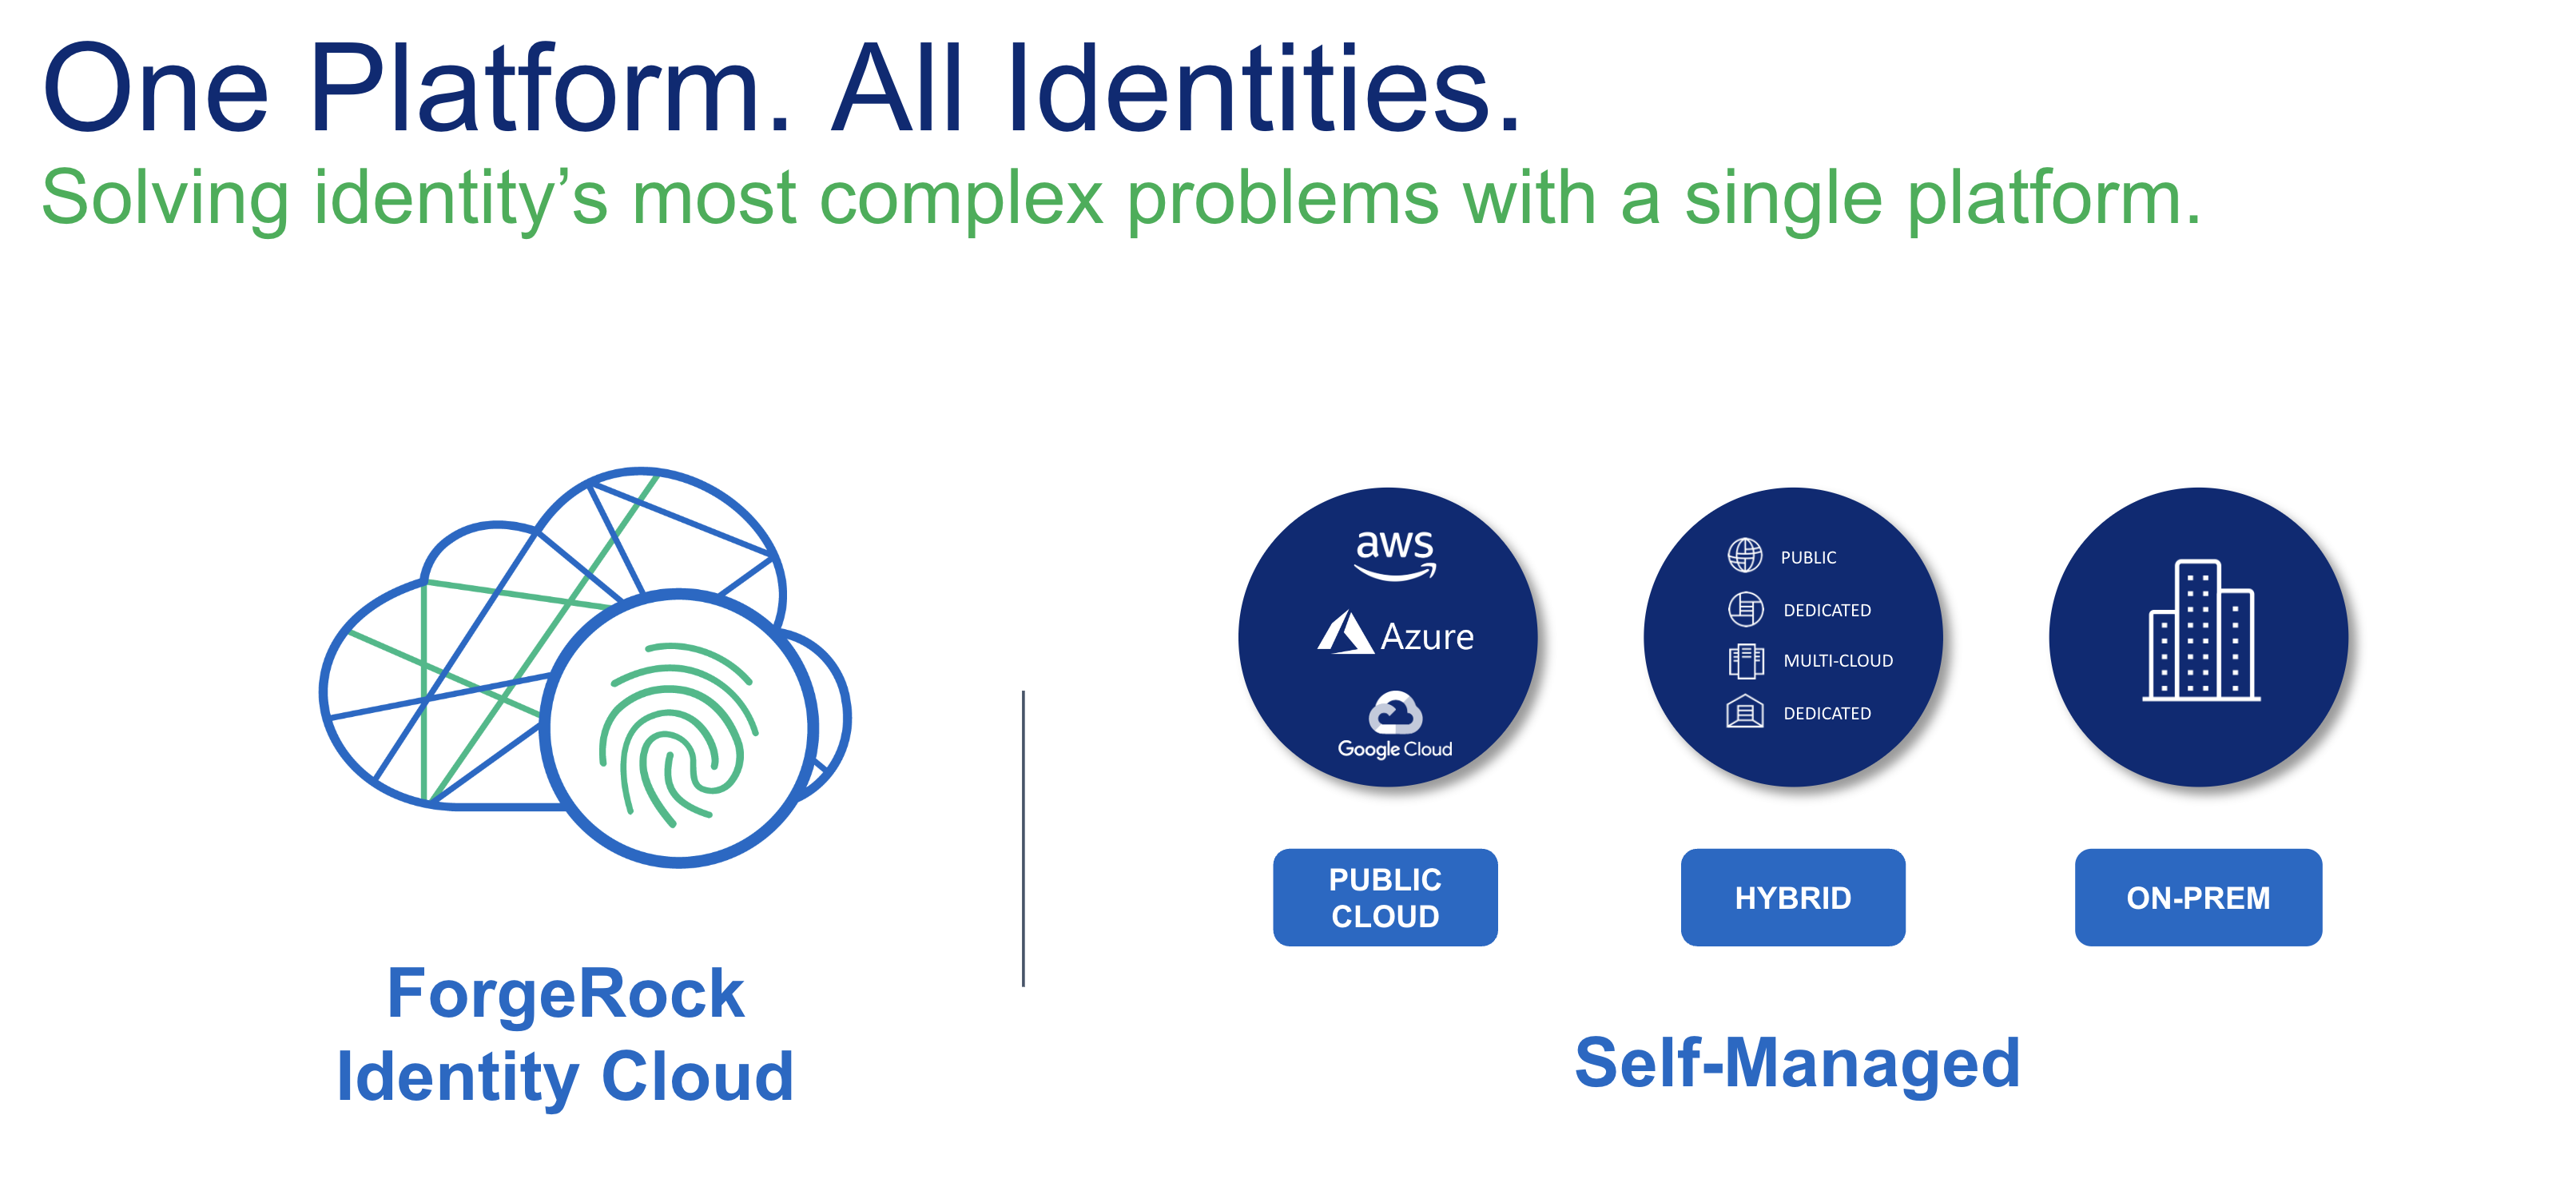 One Platform. All Identities.
Solving identity’s most complex problems with a single platform.
ForgeRock
Identity Cloud
aws
Azure
Google Cloud
PUBLIC
CLOUD
PUBLIC
DEDICATED
MULTI-CLOUD
DEDICATED
HYBRID
ON-PREM
Self-Managed